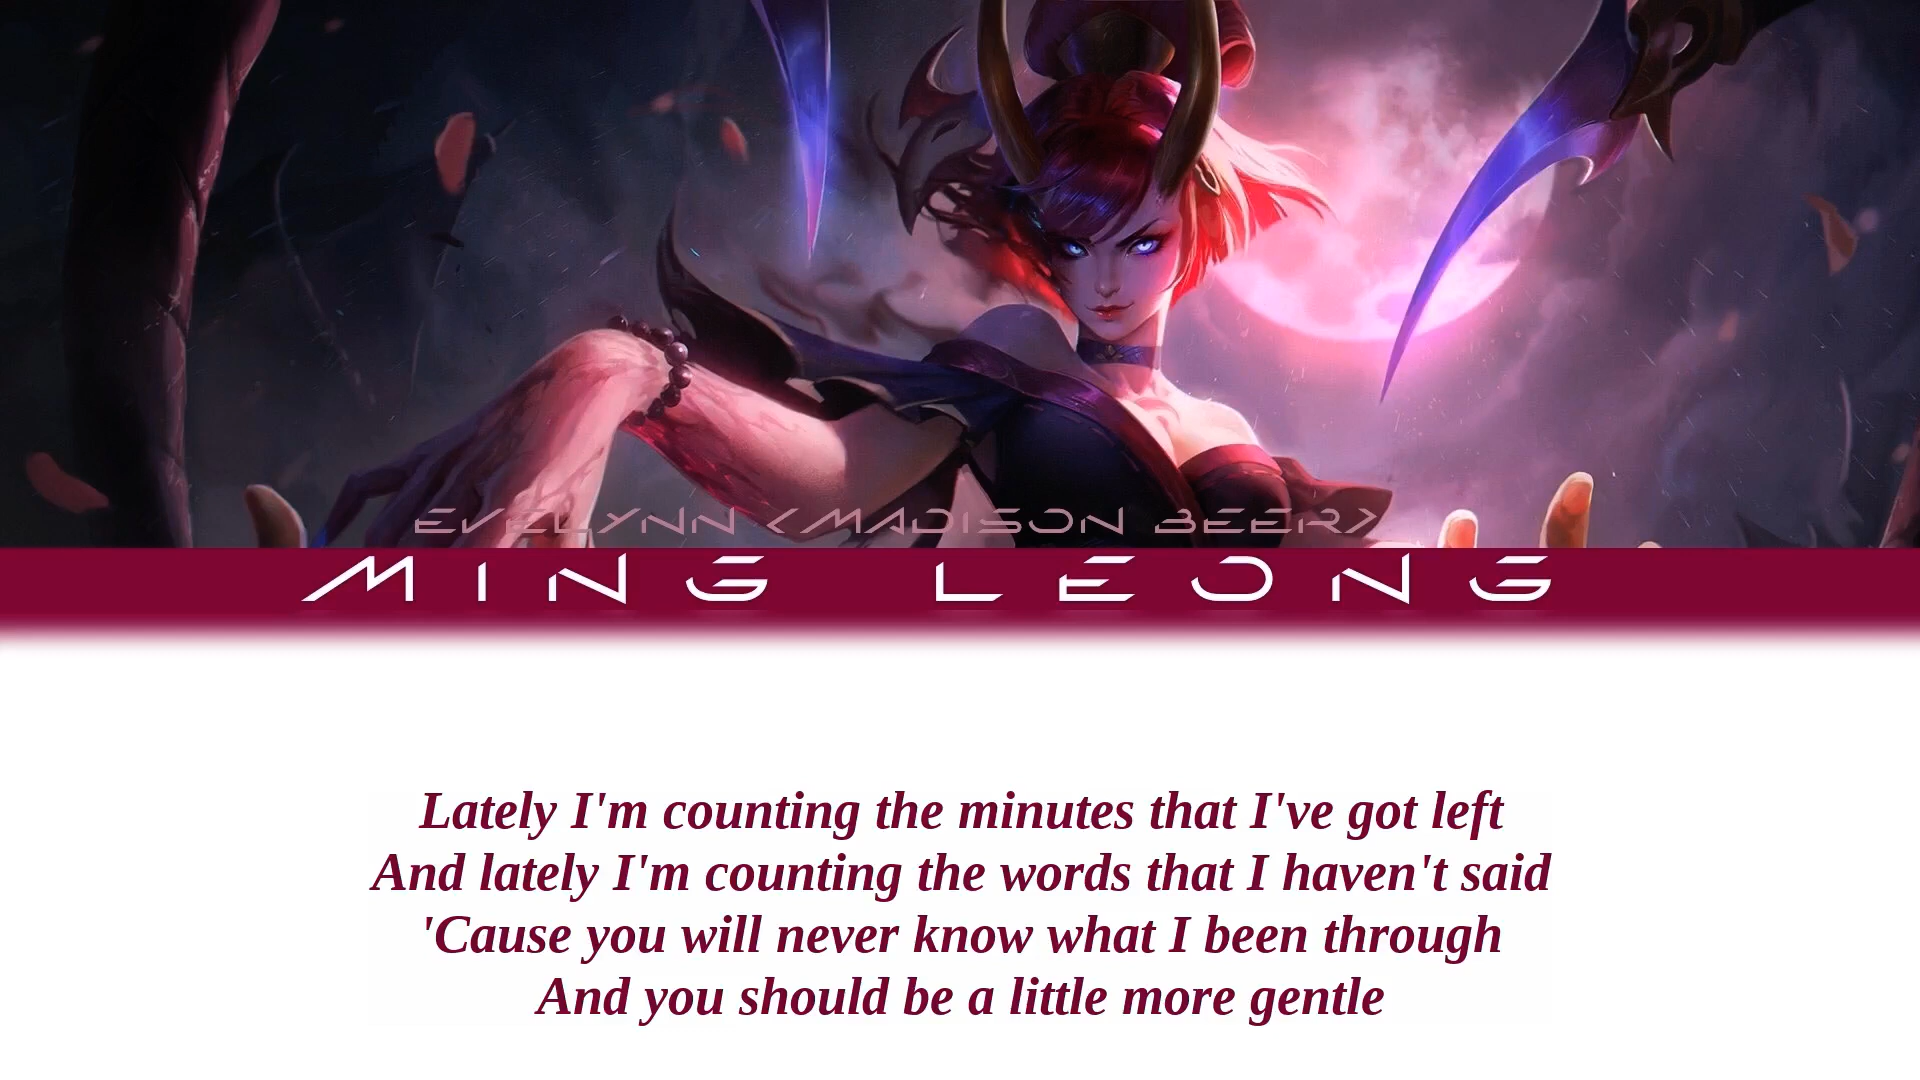 EVELYNN <MADISON BEER>
MING LEONG
Lately I'm counting the minutes that I've got left
And lately I'm counting the words that I haven't said
'Cause you will never know what I been through
And you should be a little more gentle